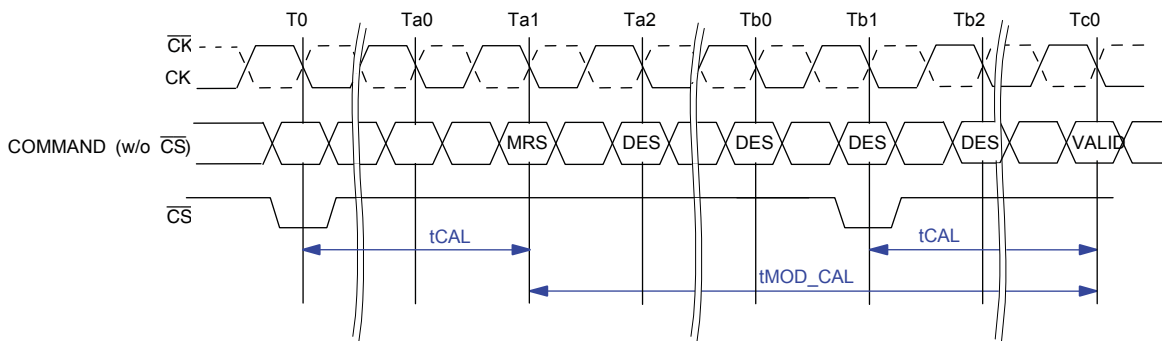 T0 Ta0 Ta1 Ta2 Tb0 Tb1 Tb2 Tc0
CK
CK
COMMAND (w/o CS) MRS DES DES DES DES VALID
CS
tCAL tCAL
tMOD_CAL